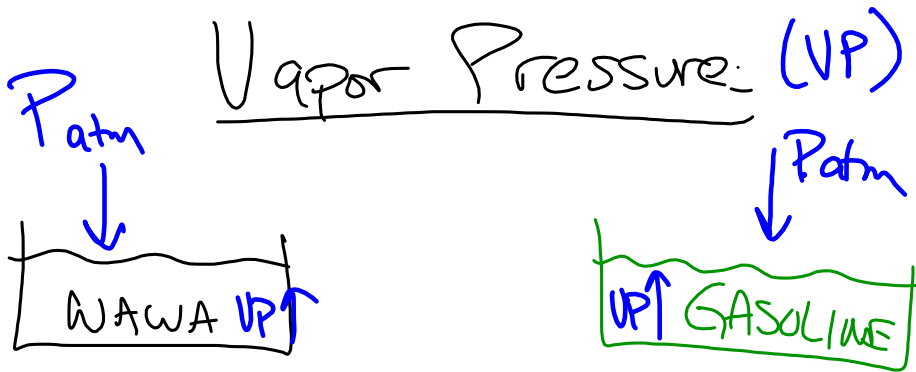 Vapor Pressure: (VP)
Patm
Patm
WAWA VP
VP GASOLINE